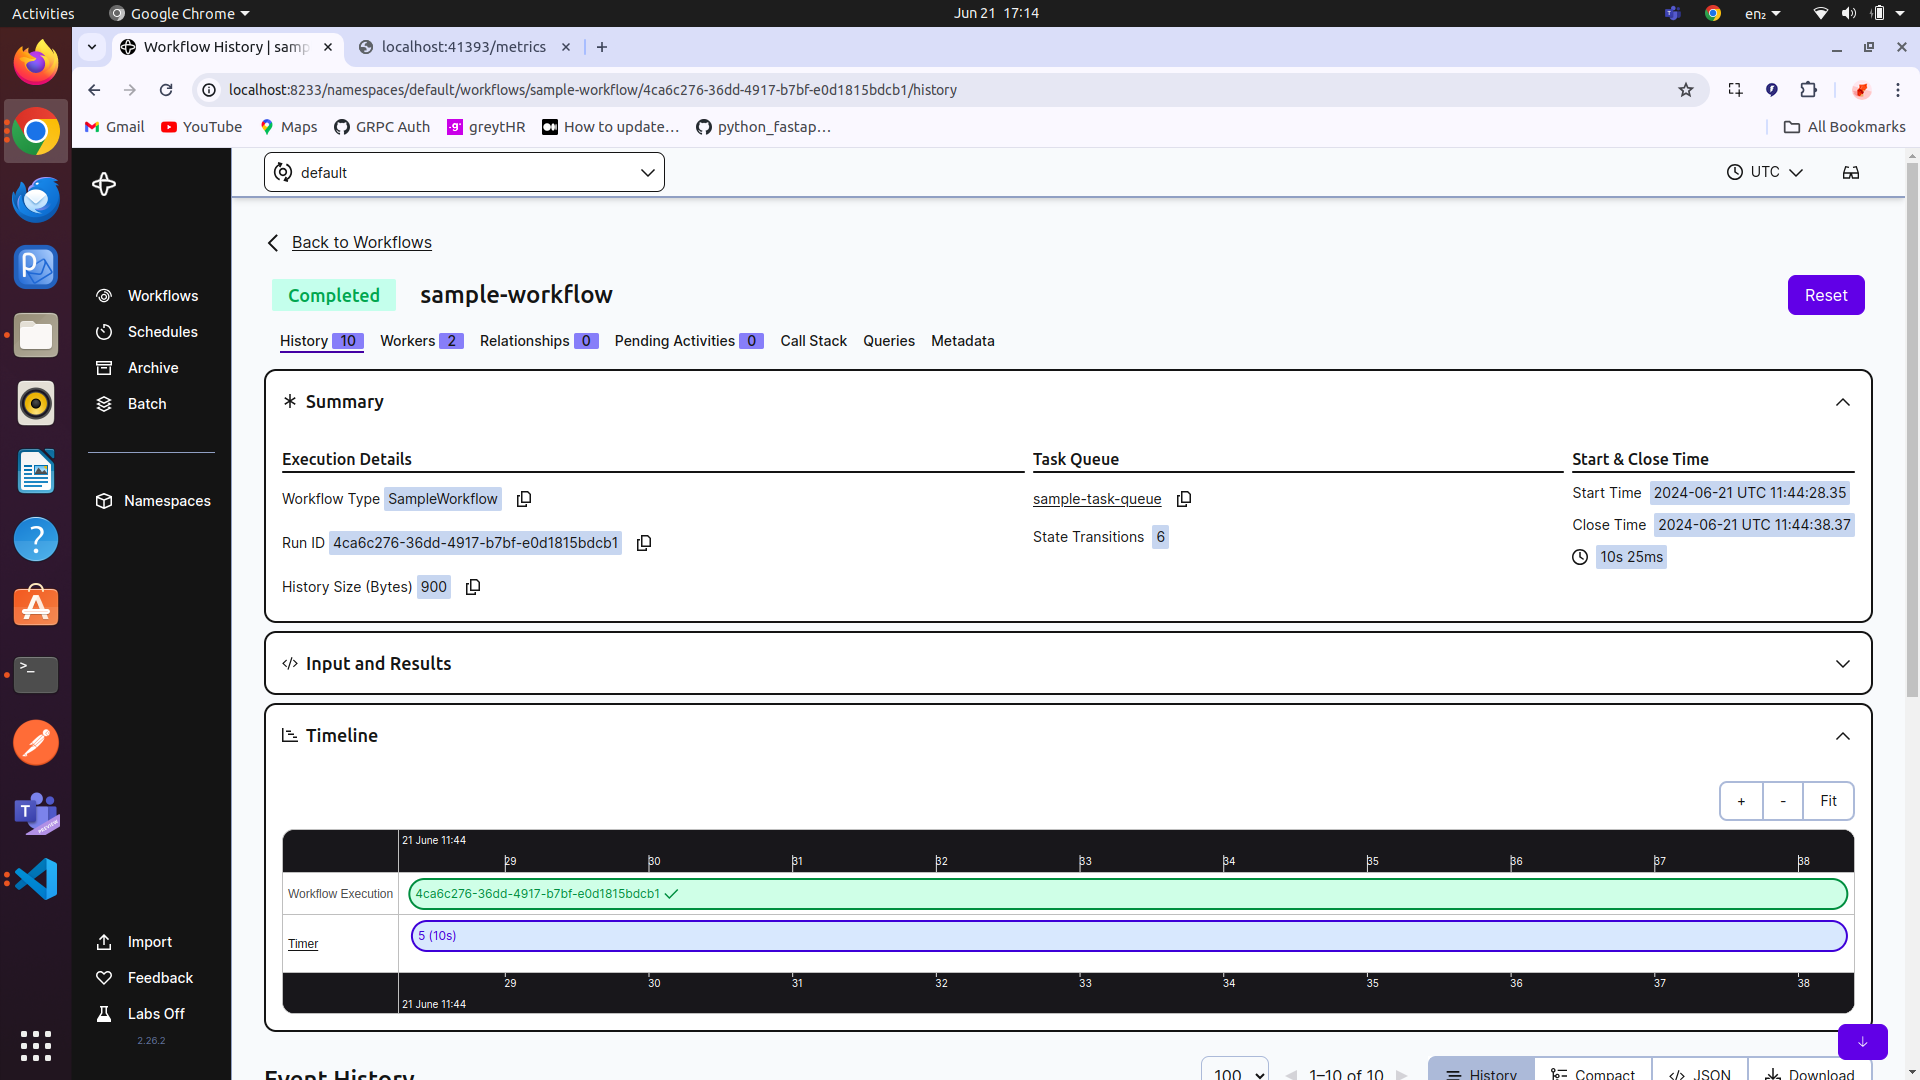 Activities
Google Chrome
Jun 21 17:14
en₂
Workflow History | samp
localhost:41393/metrics
localhost:8233/namespaces/default/workflows/sample-workflow/4ca6c276-36dd-4917-b7bf-e0d1815bdcb1/history
Gmail
YouTube
Maps
GRPC Auth
greytHR
How to update…
python_fastap…
All Bookmarks
default
UTC
Workflows
Schedules
Archive
Batch
Namespaces
Import
Feedback
Labs Off
2.26.2
Back to Workflows
Completed
sample-workflow
Reset
History 10
Workers 2
Relationships 0
Pending Activities 0
Call Stack
Queries
Metadata
Summary
Execution Details
Workflow Type SampleWorkflow
Run ID 4ca6c276-36dd-4917-b7bf-e0d1815bdcb1
History Size (Bytes) 900
Task Queue
sample-task-queue
State Transitions 6
Start & Close Time
Start Time 2024-06-21 UTC 11:44:28.35
Close Time 2024-06-21 UTC 11:44:38.37
10s 25ms
Input and Results
Timeline
+ - Fit
21 June 11:44
29 30 31 32 33 34 35 36 37 38
Workflow Execution
4ca6c276-36dd-4917-b7bf-e0d1815bdcb1
Timer
5 (10s)
29 30 31 32 33 34 35 36 37 38
21 June 11:44
Event History
100
1–10 of 10
History
Compact
JSON
Download